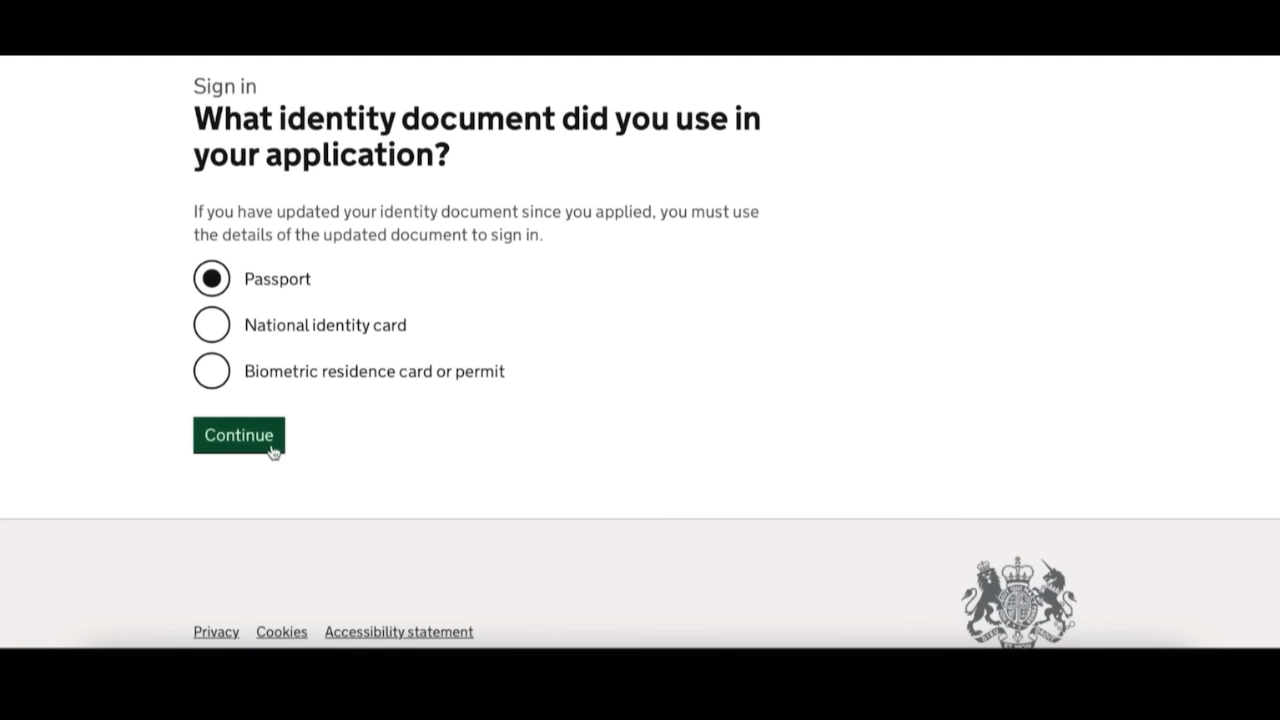 Sign in
What identity document did you use in
your application?
If you have updated your identity document since you applied, you must use
the details of the updated document to sign in.
Passport
National identity card
Biometric residence card or permit
Continue
Privacy Cookies Accessibility statement